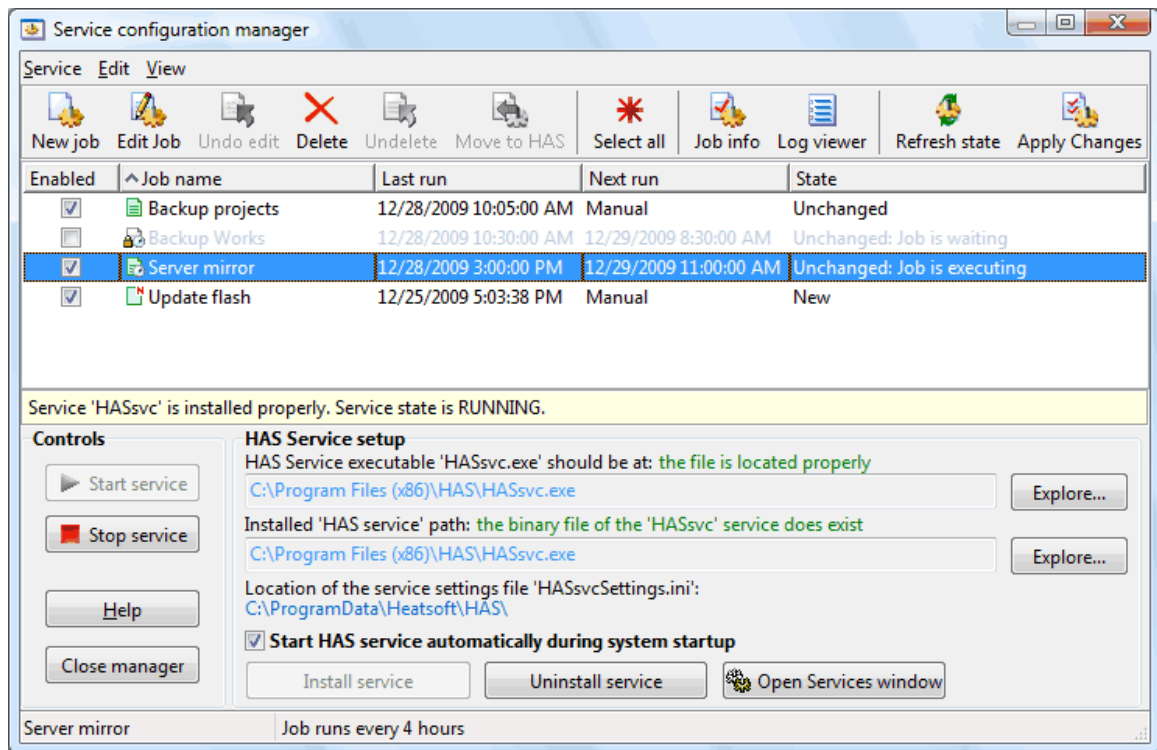 Service configuration manager
Service Edit View
New job Edit Job Undo edit Delete Undelete Move to HAS Select all Job info Log viewer Refresh state Apply Changes
Enabled Job name Last run Next run State
Backup projects 12/28/2009 10:05:00 AM Manual Unchanged
Backup Works 12/28/2009 10:30:00 AM 12/29/2009 8:30:00 AM Unchanged: Job is waiting
Server mirror 12/28/2009 3:00:00 PM 12/29/2009 11:00:00 AM Unchanged: Job is executing
Update flash 12/25/2009 5:03:38 PM Manual New
Service 'HASsvc' is installed properly. Service state is RUNNING.
Controls
Start service
Stop service
Help
Close manager
HAS Service setup
HAS Service executable 'HASsvc.exe' should be at: the file is located properly
C:\Program Files (x86)\HAS\HASsvc.exe
Explore...
Installed 'HAS service' path: the binary file of the 'HASsvc' service does exist
C:\Program Files (x86)\HAS\HASsvc.exe
Explore...
Location of the service settings file 'HASsvcSettings.ini':
C:\ProgramData\Heatsoft\HAS\
Start HAS service automatically during system startup
Install service Uninstall service Open Services window
Server mirror Job runs every 4 hours